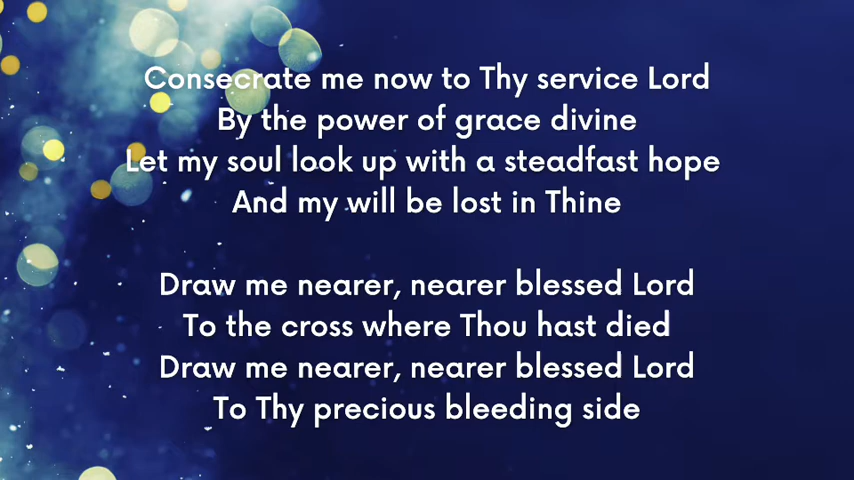 Consecrate me now to Thy service Lord
By the power of grace divine
Let my soul look up with a steadfast hope
And my will be lost in Thine
Draw me nearer, nearer blessed Lord
To the cross where Thou hast died
Draw me nearer, nearer blessed Lord
To Thy precious bleeding side